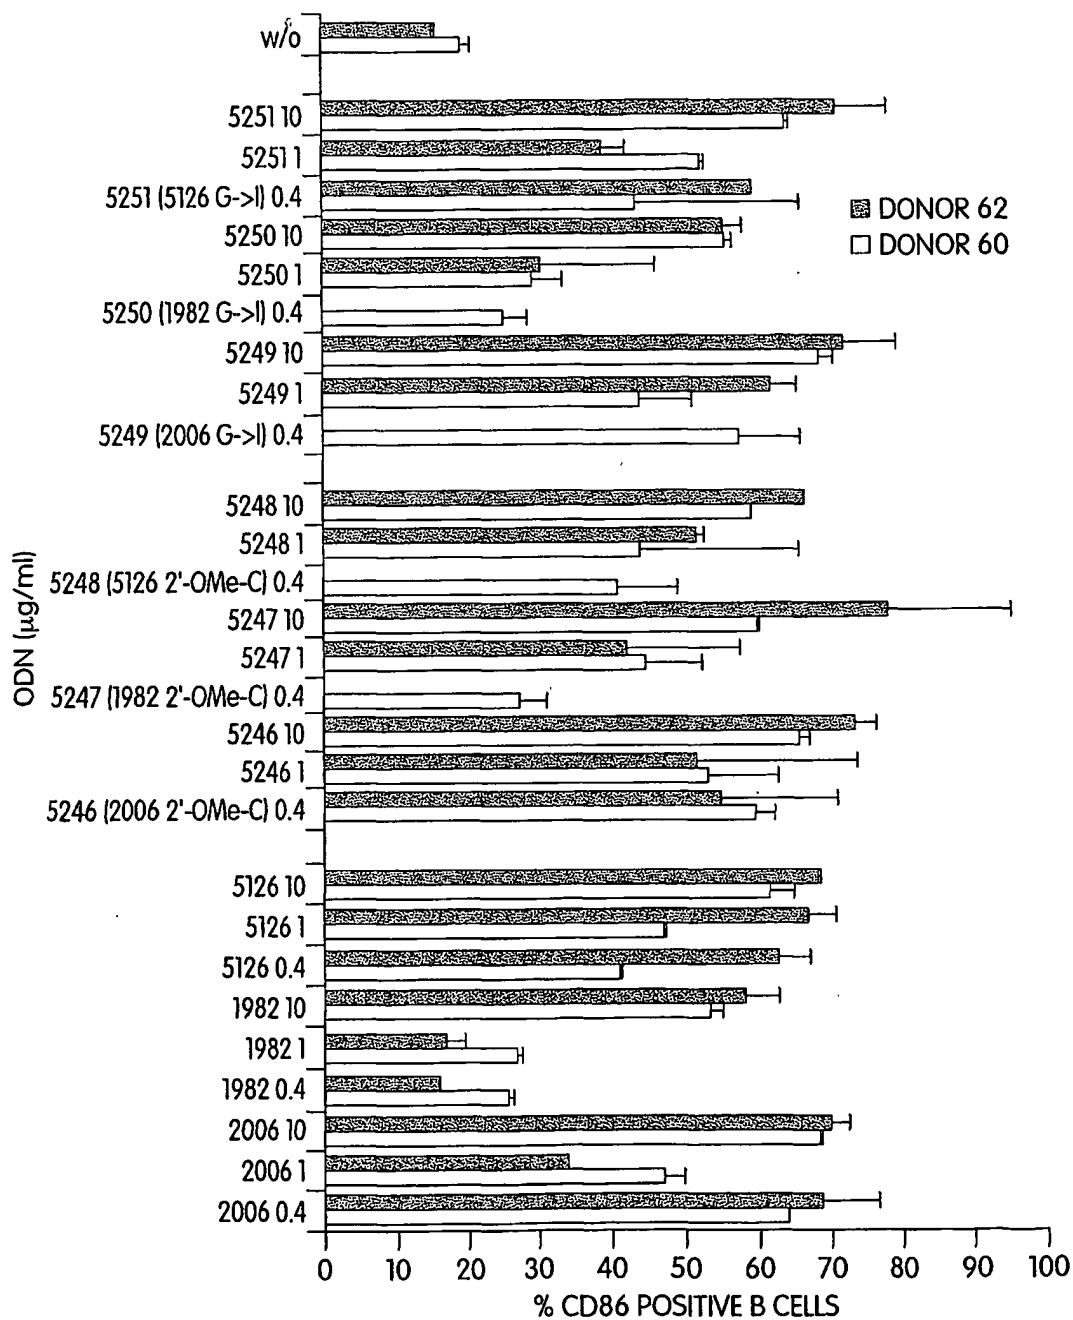 w/o
5251 10
5251 1
5251 (5126 G->I) 0.4
5250 10
5250 1
5250 (1982 G->I) 0.4
5249 10
5249 1
5249 (2006 G->I) 0.4
5248 10
5248 1
5248 (5126 2'-OMe-C) 0.4
5247 10
5247 1
5247 (1982 2'-OMe-C) 0.4
5246 10
5246 1
5246 (2006 2'-OMe-C) 0.4
5126 10
5126 1
5126 0.4
1982 10
1982 1
1982 0.4
2006 10
2006 1
2006 0.4
DONOR 62
DONOR 60
ODN (µg/ml)
0 10 20 30 40 50 60 70 80 90 100
% CD86 POSITIVE B CELLS